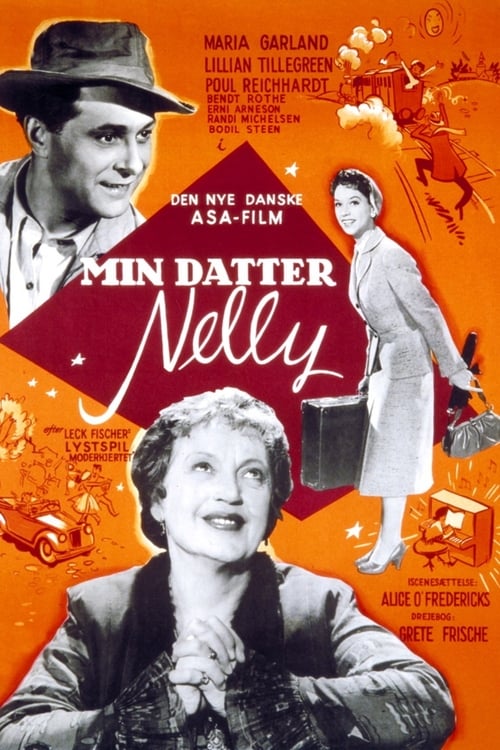 MARIA GARLAND
LILLIAN TILLEGREEN
POUL REICHHARDT
BENDT ROTHE
ERNI ARNESON
RANDI MICHELSEN
BODIL STEEN
i
DEN NYE DANSKE
ASA-FILM
MIN DATTER
Nelly
efter
LECK FISCHERS
LYSTSPIL
"MODERHJERTET"
ISCENESÆTTELSE:
ALICE O'FREDERICKS
DREJEBOG:
GRETE FRISCHE